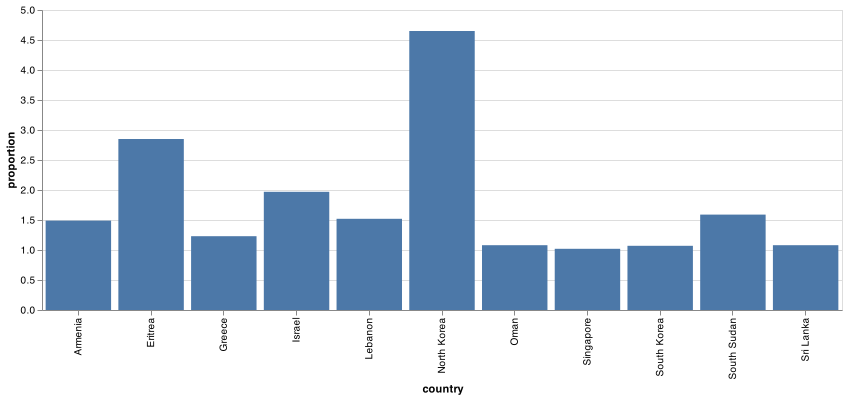 5.0
4.5
4.0
3.5
3.0
2.5
2.0
1.5
1.0
0.5
0.0
proportion
Armenia
Eritrea
Greece
Israel
Lebanon
North Korea
Oman
Singapore
South Korea
South Sudan
Sri Lanka
country